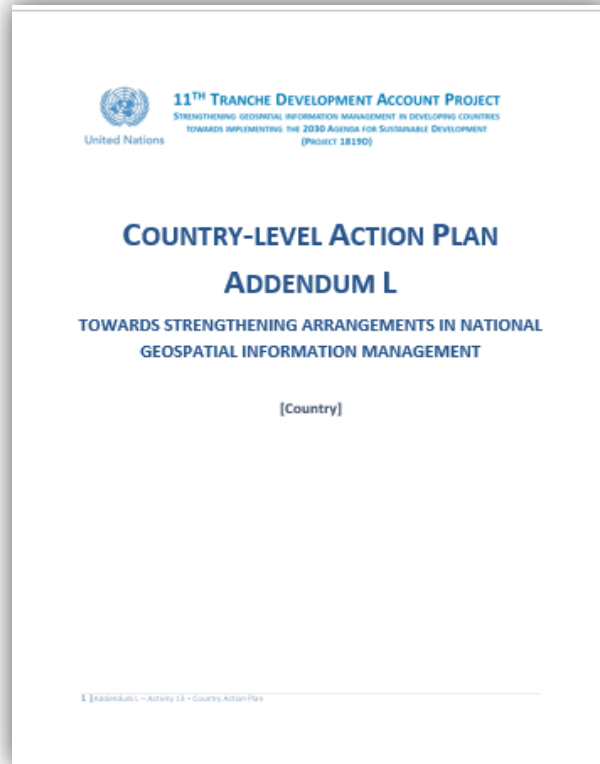 11TH TRANCHE DEVELOPMENT ACCOUNT PROJECT
STRENGTHENING GEOSPATIAL INFORMATION MANAGEMENT IN DEVELOPING COUNTRIES
TOWARDS IMPLEMENTING THE 2030 AGENDA FOR SUSTAINABLE DEVELOPMENT
(PROJECT 1819O)
United Nations
COUNTRY-LEVEL ACTION PLAN
ADDENDUM L
TOWARDS STRENGTHENING ARRANGEMENTS IN NATIONAL
GEOSPATIAL INFORMATION MANAGEMENT
[Country]
1 | Addendum L – Activity 16 – Country Action Plan